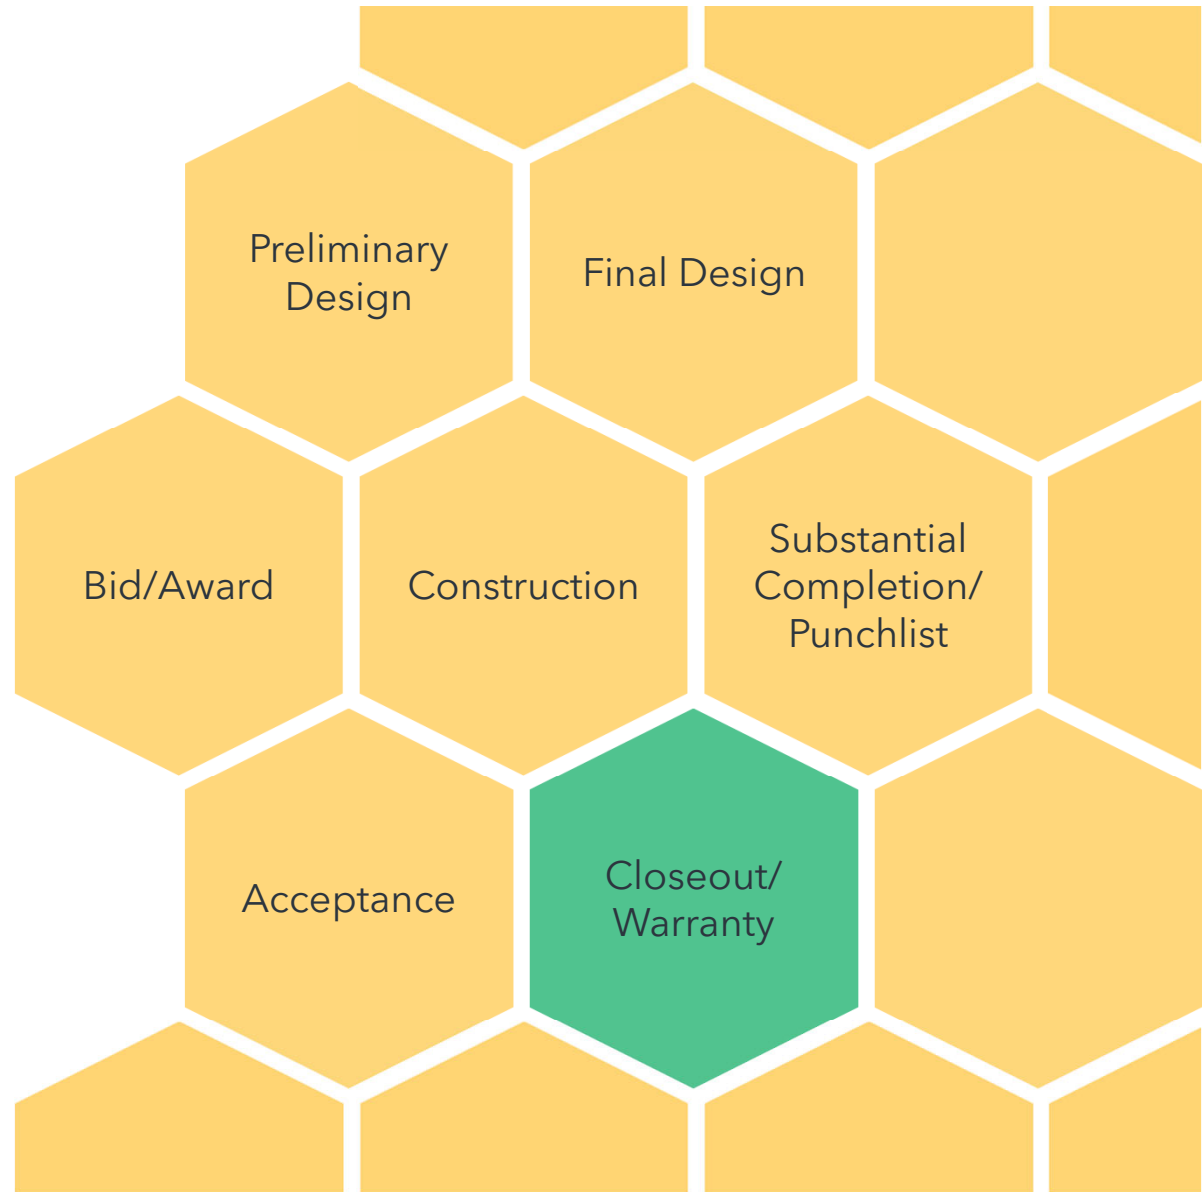 Preliminary
Design
Final Design
Bid/Award
Construction
Substantial
Completion/
Punchlist
Acceptance
Closeout/
Warranty